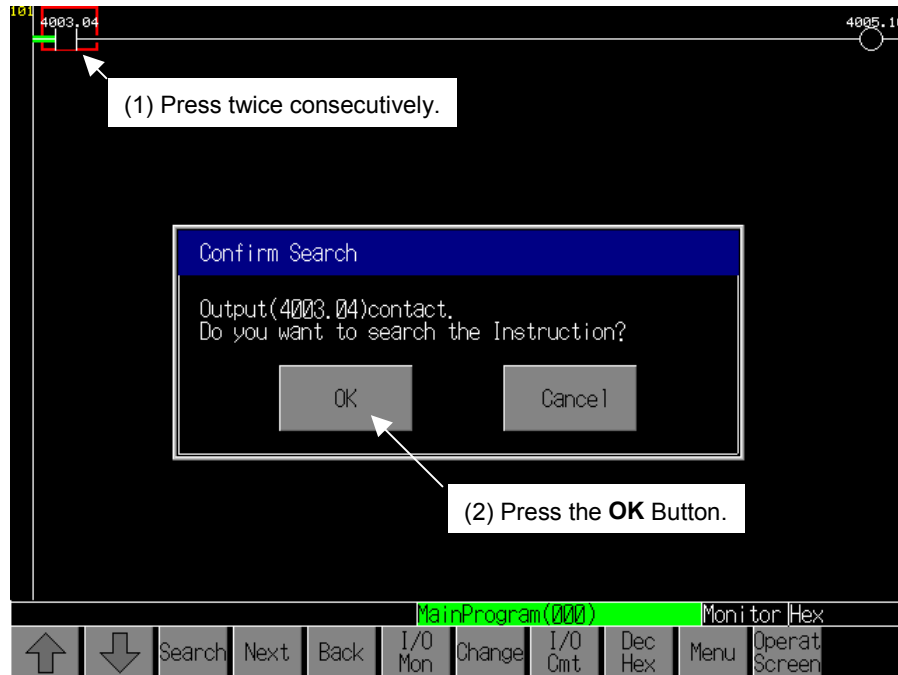 101
4003.04
4005.10
(1) Press twice consecutively.
Confirm Search
Output(4003.04)contact.
Do you want to search the Instruction?
OK
Cancel
(2) Press the OK Button.
MainProgram(000)
Monitor
Hex
Search
Next
Back
I/O
Mon
Change
I/O
Cmt
Dec
Hex
Menu
Operat
Screen